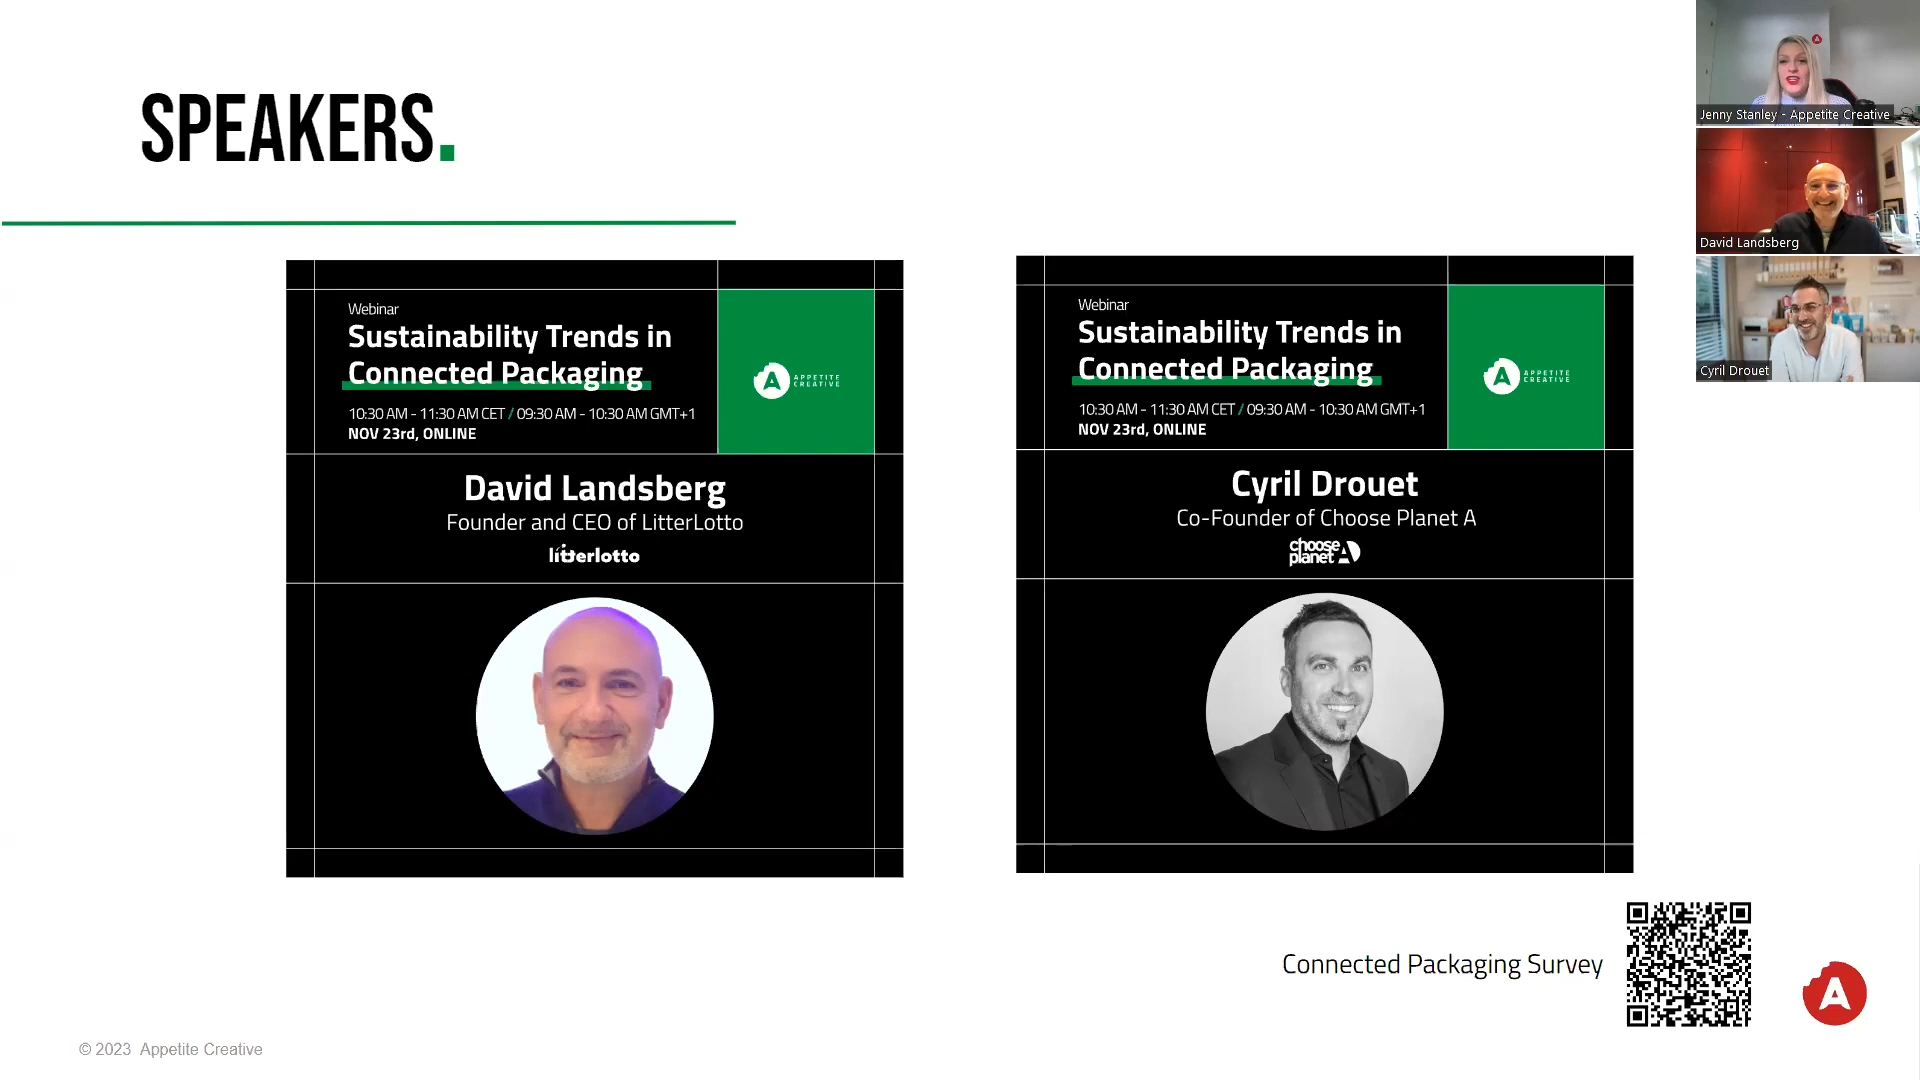 SPEAKERS.
Webinar
Sustainability Trends in
Connected Packaging
10:30 AM - 11:30 AM CET / 09:30 AM - 10:30 AM GMT+1
NOV 23rd, ONLINE
A APPETITE
CREATIVE
David Landsberg
Founder and CEO of LitterLotto
litterlotto
Webinar
Sustainability Trends in
Connected Packaging
10:30 AM - 11:30 AM CET / 09:30 AM - 10:30 AM GMT+1
NOV 23rd, ONLINE
A APPETITE
CREATIVE
Cyril Drouet
Co-Founder of Choose Planet A
choose
planet A
Jenny Stanley - Appetite Creative
David Landsberg
Cyril Drouet
Connected Packaging Survey
A
© 2023 Appetite Creative